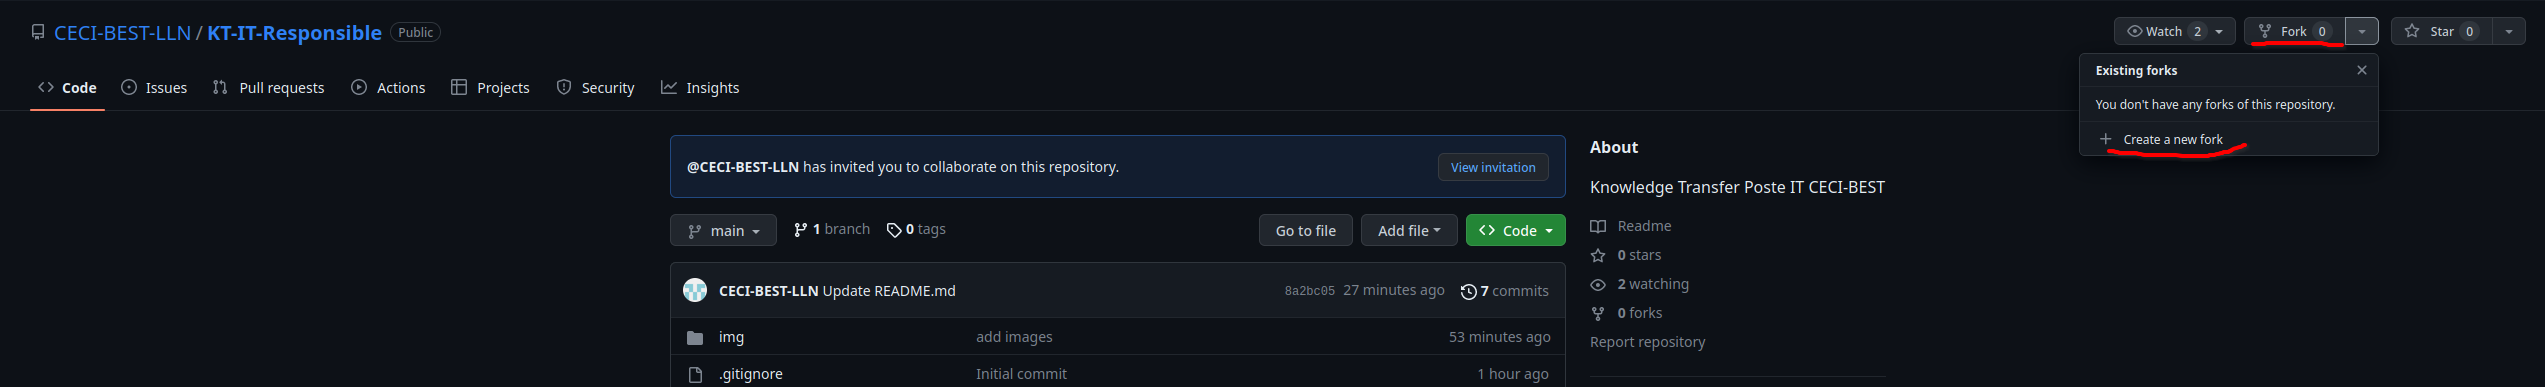 CECI-BEST-LLN / KT-IT-Responsible Public
Watch 2 Fork 0 Star 0
Existing forks
You don't have any forks of this repository.
Create a new fork
Code Issues Pull requests Actions Projects Security Insights
@CECI-BEST-LLN has invited you to collaborate on this repository. View invitation
main 1 branch 0 tags Go to file Add file Code
CECI-BEST-LLN Update README.md 8a2bc05 27 minutes ago 7 commits
img add images 53 minutes ago
.gitignore Initial commit 1 hour ago
About
Knowledge Transfer Poste IT CECI-BEST
Readme
0 stars
2 watching
0 forks
Report repository